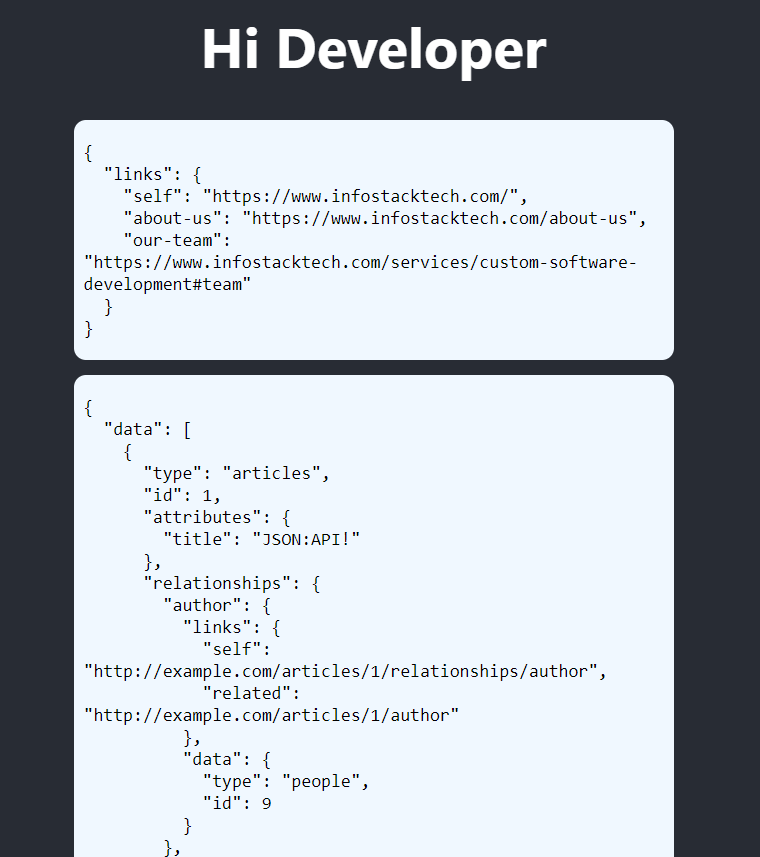 Hi Developer
{
  "links": {
    "self": "https://www.infostacktech.com/",
    "about-us": "https://www.infostacktech.com/about-us",
    "our-team":
"https://www.infostacktech.com/services/custom-software-
development#team"
  }
}
{
  "data": [
    {
      "type": "articles",
      "id": 1,
      "attributes": {
        "title": "JSON:API!"
      },
      "relationships": {
        "author": {
          "links": {
            "self":
"http://example.com/articles/1/relationships/author",
            "related":
"http://example.com/articles/1/author"
          },
          "data": {
            "type": "people",
            "id": 9
          }
        },